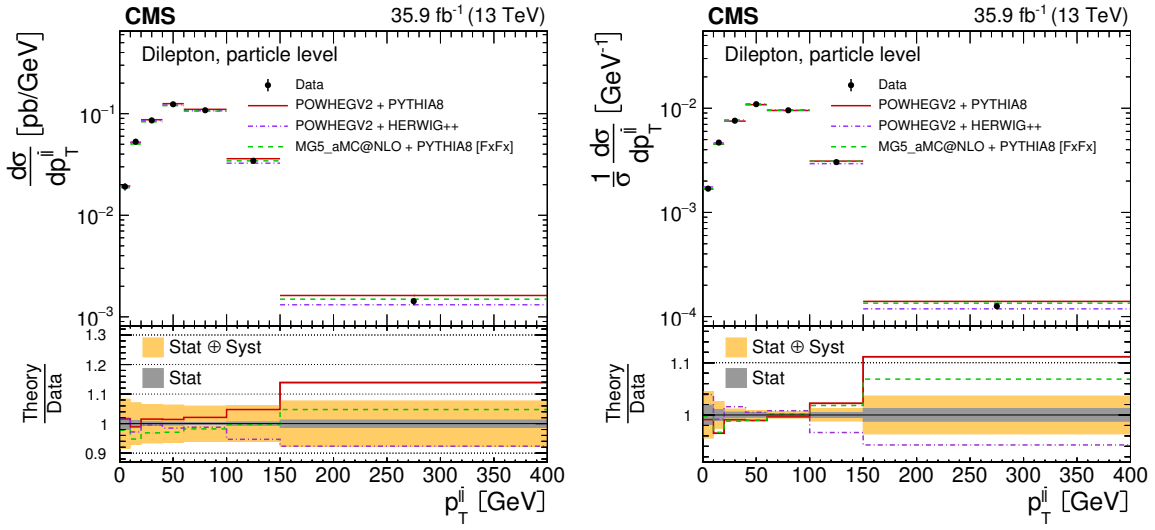 CMS 35.9 fb⁻¹ (13 TeV)
Dilepton, particle level
Data
POWHEGV2 + PYTHIA8
POWHEGV2 + HERWIG++
MG5_aMC@NLO + PYTHIA8 [FxFx]
dσ/dp_T^ll [pb/GeV]
10⁻¹
10⁻²
10⁻³
Stat ⊕ Syst
Stat
Theory
Data
1.3
1.2
1.1
1
0.9
0 50 100 150 200 250 300 350 400
p_T^ll [GeV]
CMS 35.9 fb⁻¹ (13 TeV)
Dilepton, particle level
Data
POWHEGV2 + PYTHIA8
POWHEGV2 + HERWIG++
MG5_aMC@NLO + PYTHIA8 [FxFx]
1/σ dσ/dp_T^ll [GeV⁻¹]
10⁻²
10⁻³
10⁻⁴
Stat ⊕ Syst
Stat
Theory
Data
1.1
1
0 50 100 150 200 250 300 350 400
p_T^ll [GeV]